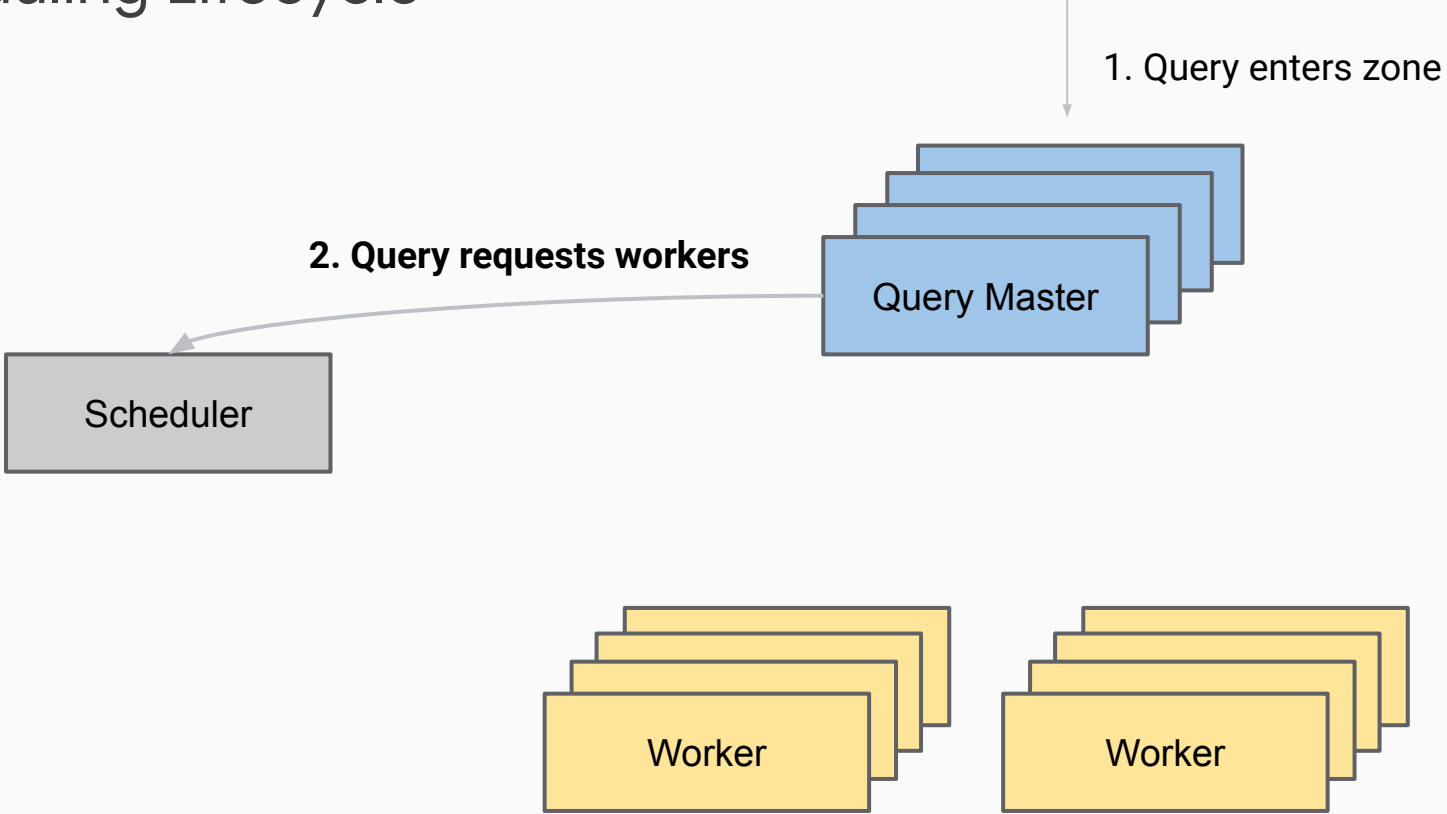 1. Query enters zone
2. Query requests workers
Query Master
Scheduler
Worker
Worker